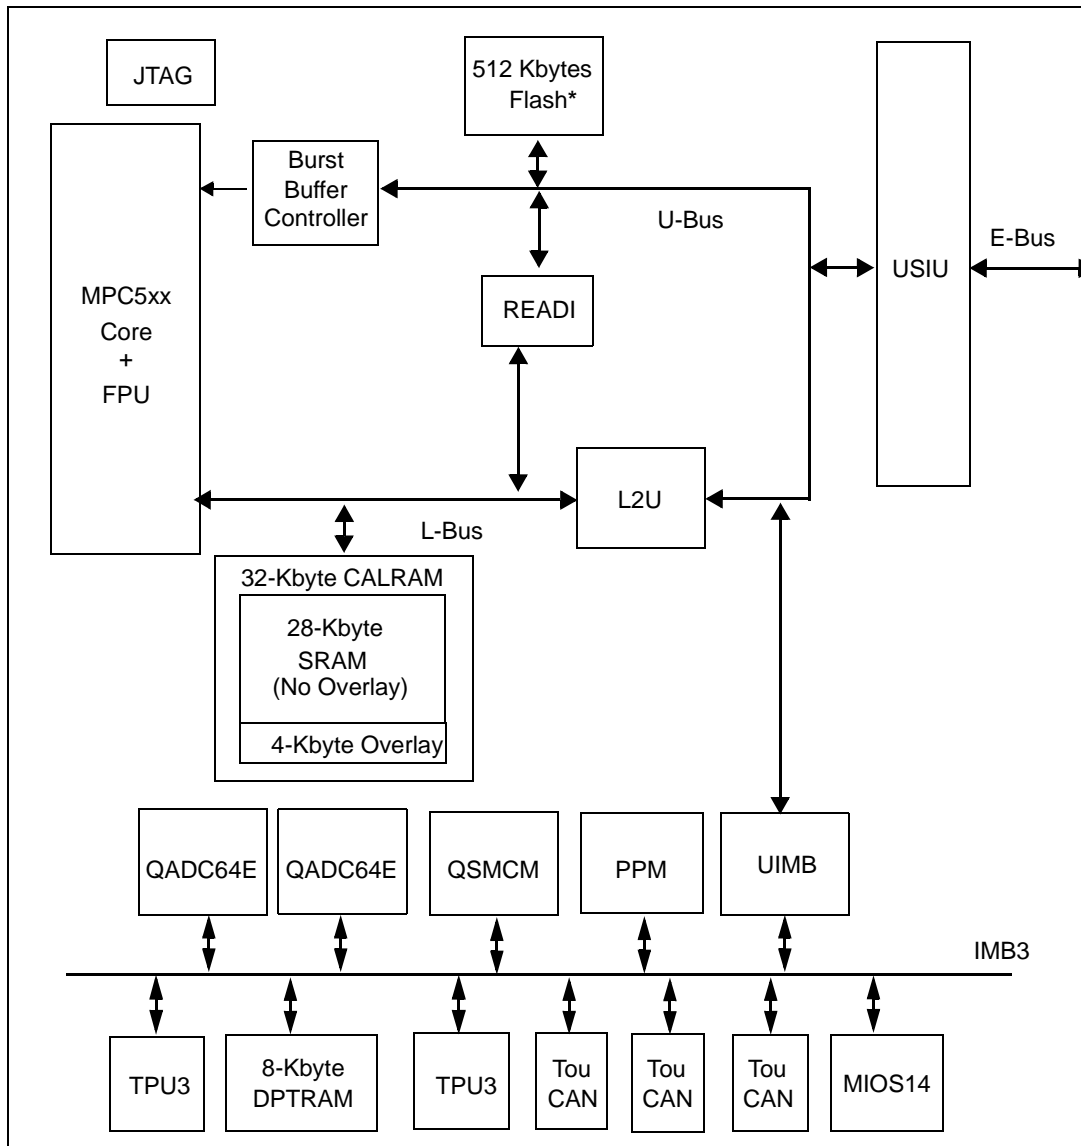 JTAG
512 Kbytes
Flash*
Burst
Buffer
Controller
U-Bus
E-Bus
USIU
MPC5xx
Core
+
FPU
READI
L2U
L-Bus
32-Kbyte CALRAM
28-Kbyte
SRAM
(No Overlay)
4-Kbyte Overlay
QADC64E
QADC64E
QSMCM
PPM
UIMB
IMB3
TPU3
8-Kbyte
DPTRAM
TPU3
Tou
CAN
Tou
CAN
Tou
CAN
MIOS14